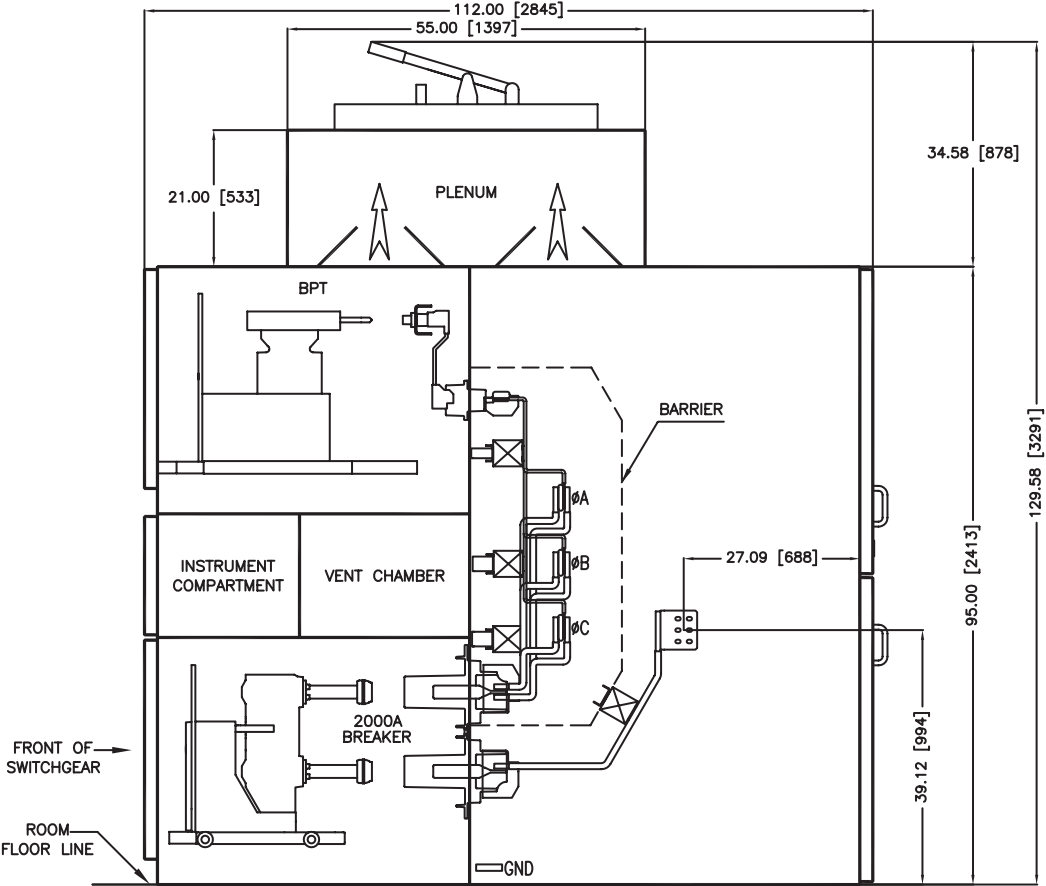 112.00 [2845]
55.00 [1397]
34.58 [878]
21.00 [533]
PLENUM
BPT
BARRIER
129.58 [3291]
øA
INSTRUMENT
COMPARTMENT
VENT CHAMBER
øB
27.09 [688]
95.00 [2413]
øC
2000A
BREAKER
FRONT OF
SWITCHGEAR
39.12 [994]
ROOM
FLOOR LINE
GND